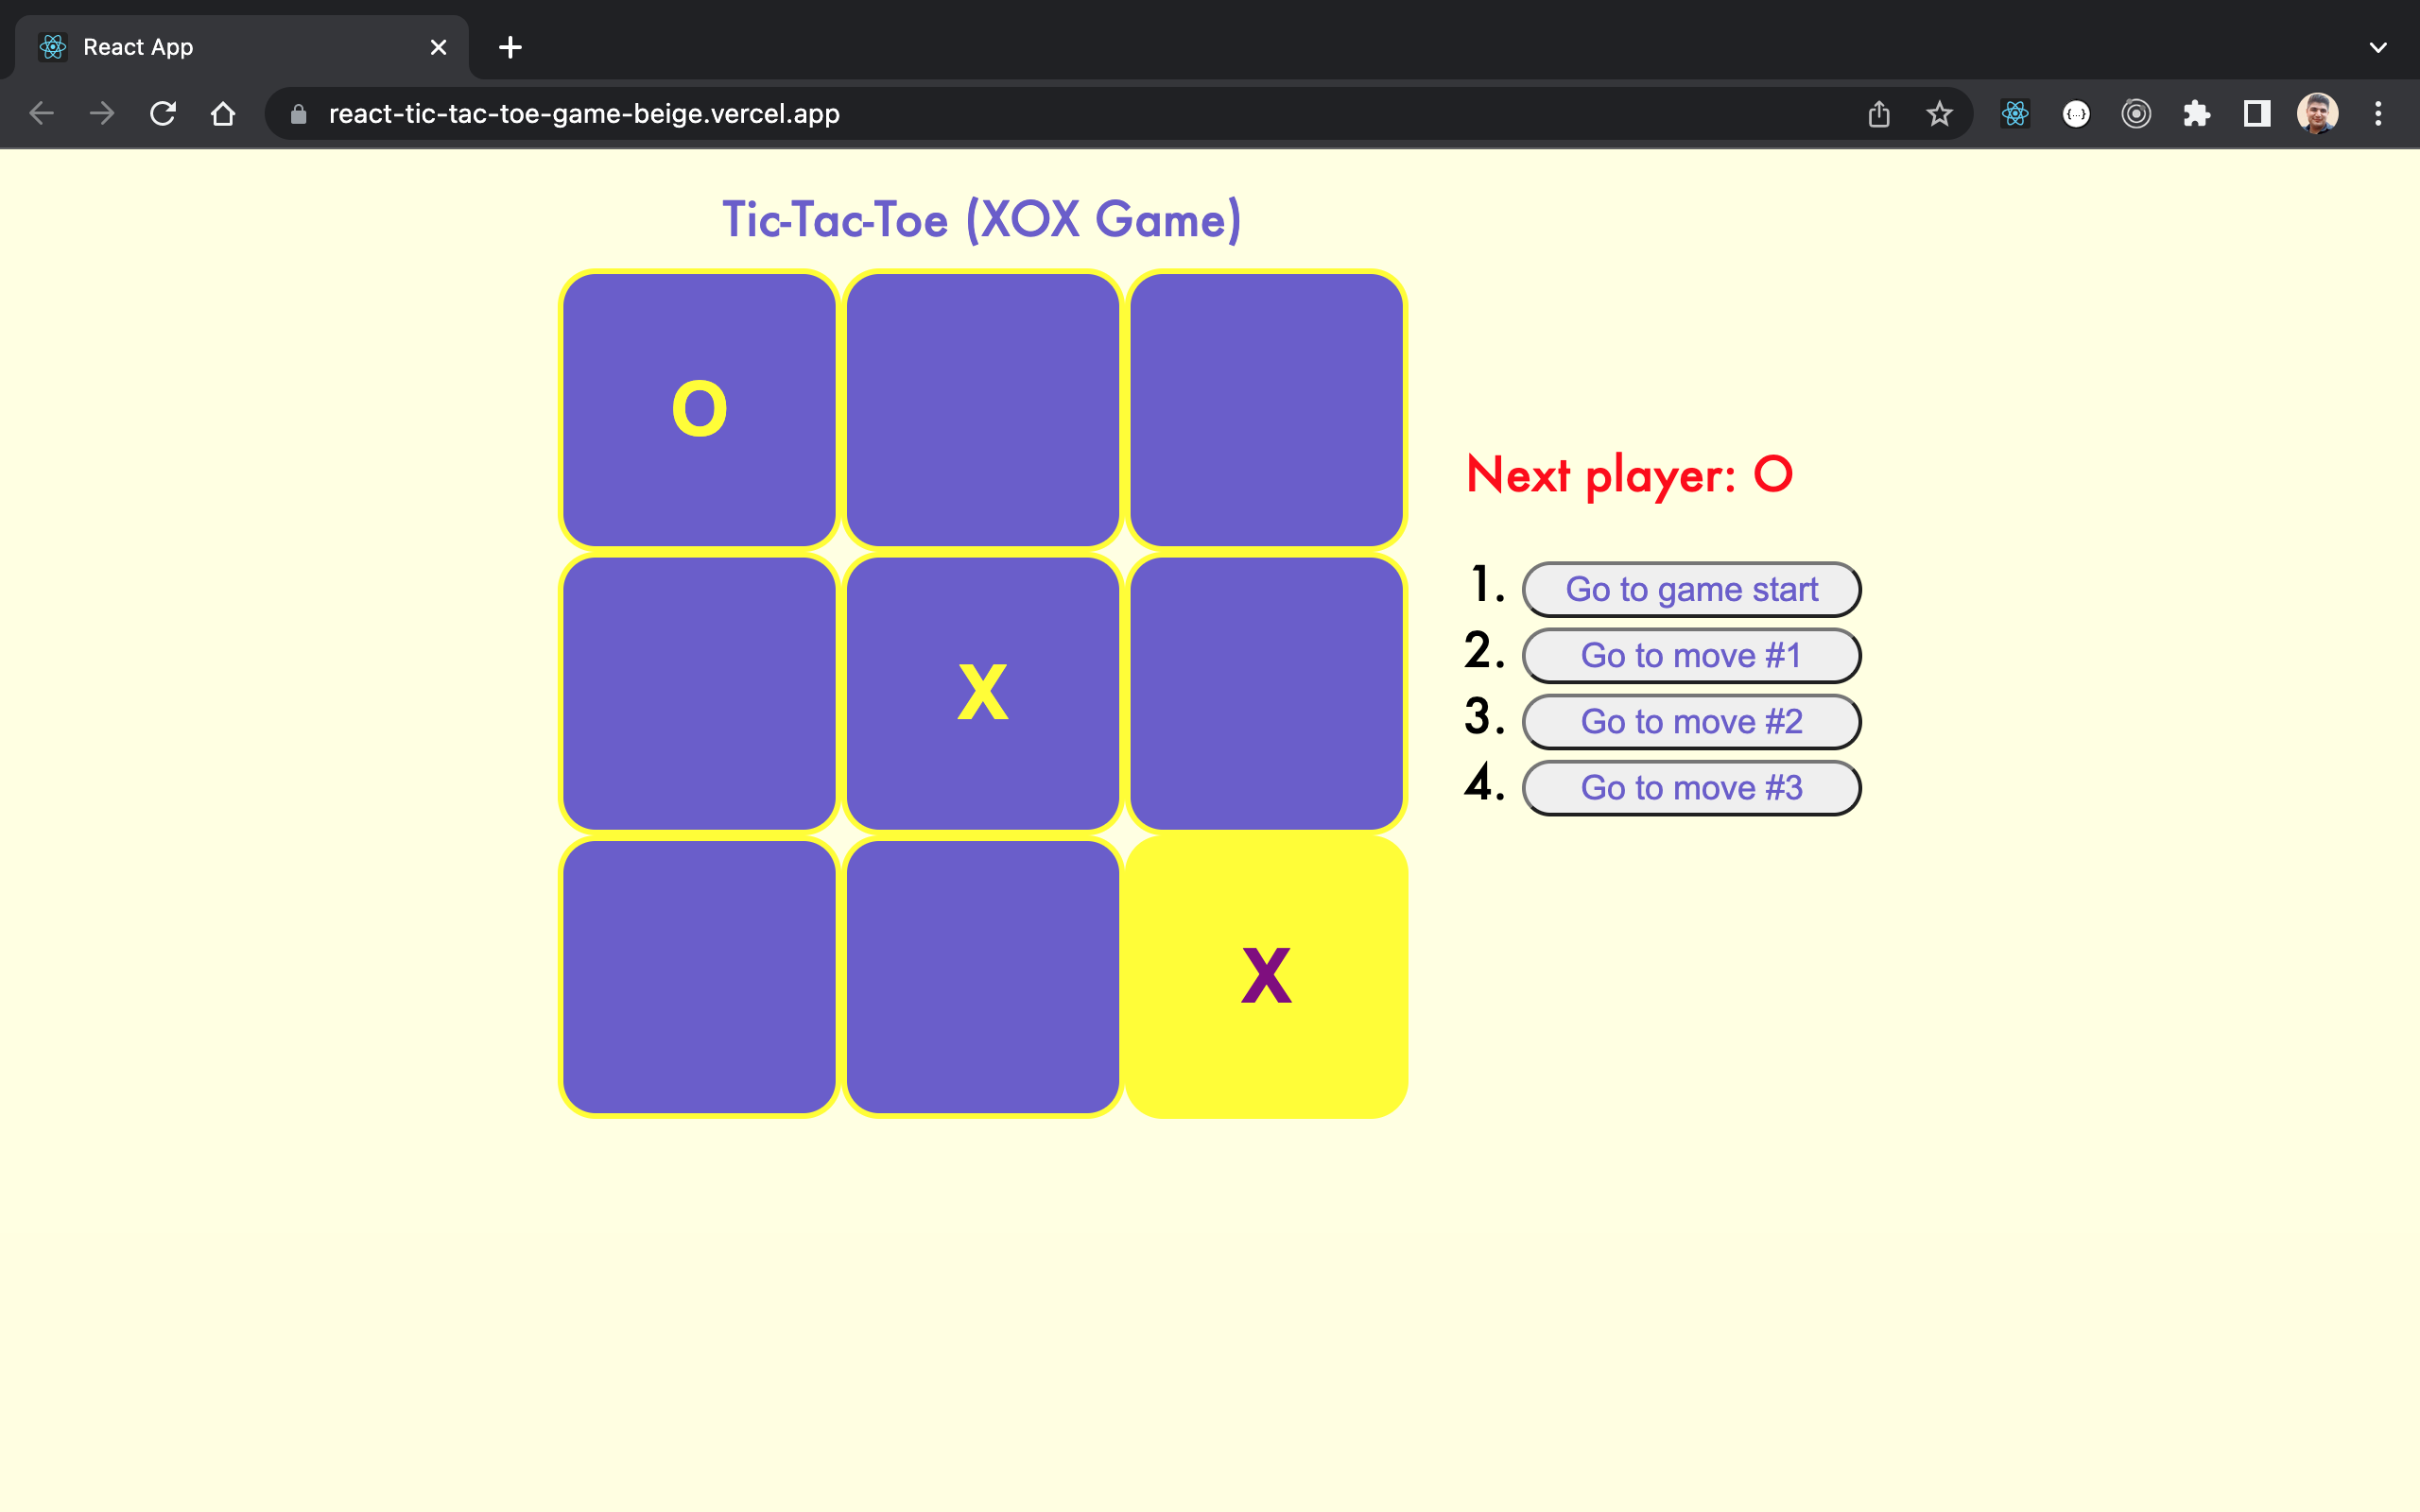 React App
react-tic-tac-toe-game-beige.vercel.app
{...}
Tic-Tac-Toe (XOX Game)
O
X
X
Next player: O
1. Go to game start
2. Go to move #1
3. Go to move #2
4. Go to move #3